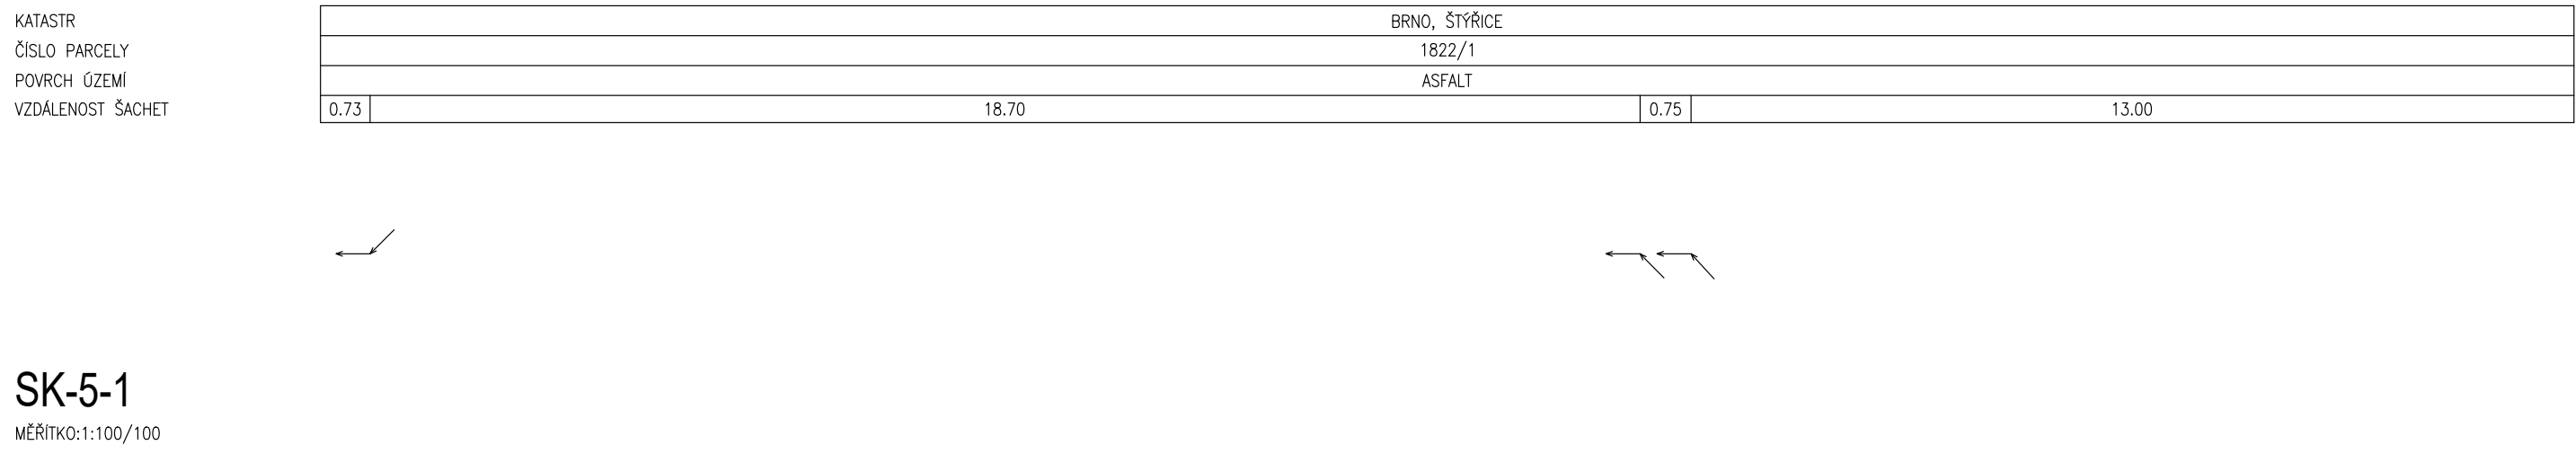 KATASTR BRNO, ŠTÝŘICE
ČÍSLO PARCELY 1822/1
POVRCH ÚZEMÍ ASFALT
VZDÁLENOST ŠACHET 0.73 18.70 0.75 13.00
SK-5-1
MĚŘÍTKO:1:100/100